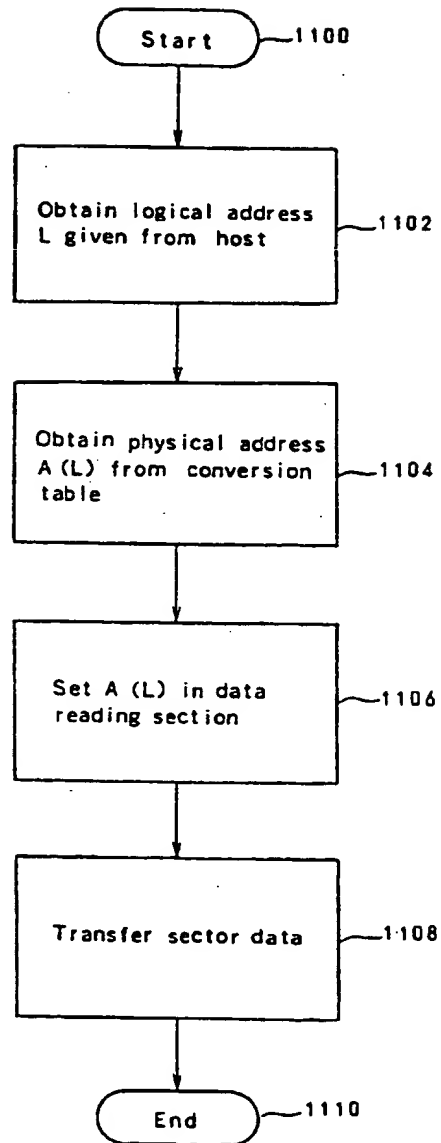 Start
1100
Obtain logical address
L given from host
1102
Obtain physical address
A (L) from conversion
table
1104
Set A (L) in data
reading section
1106
Transfer sector data
1108
End
1110